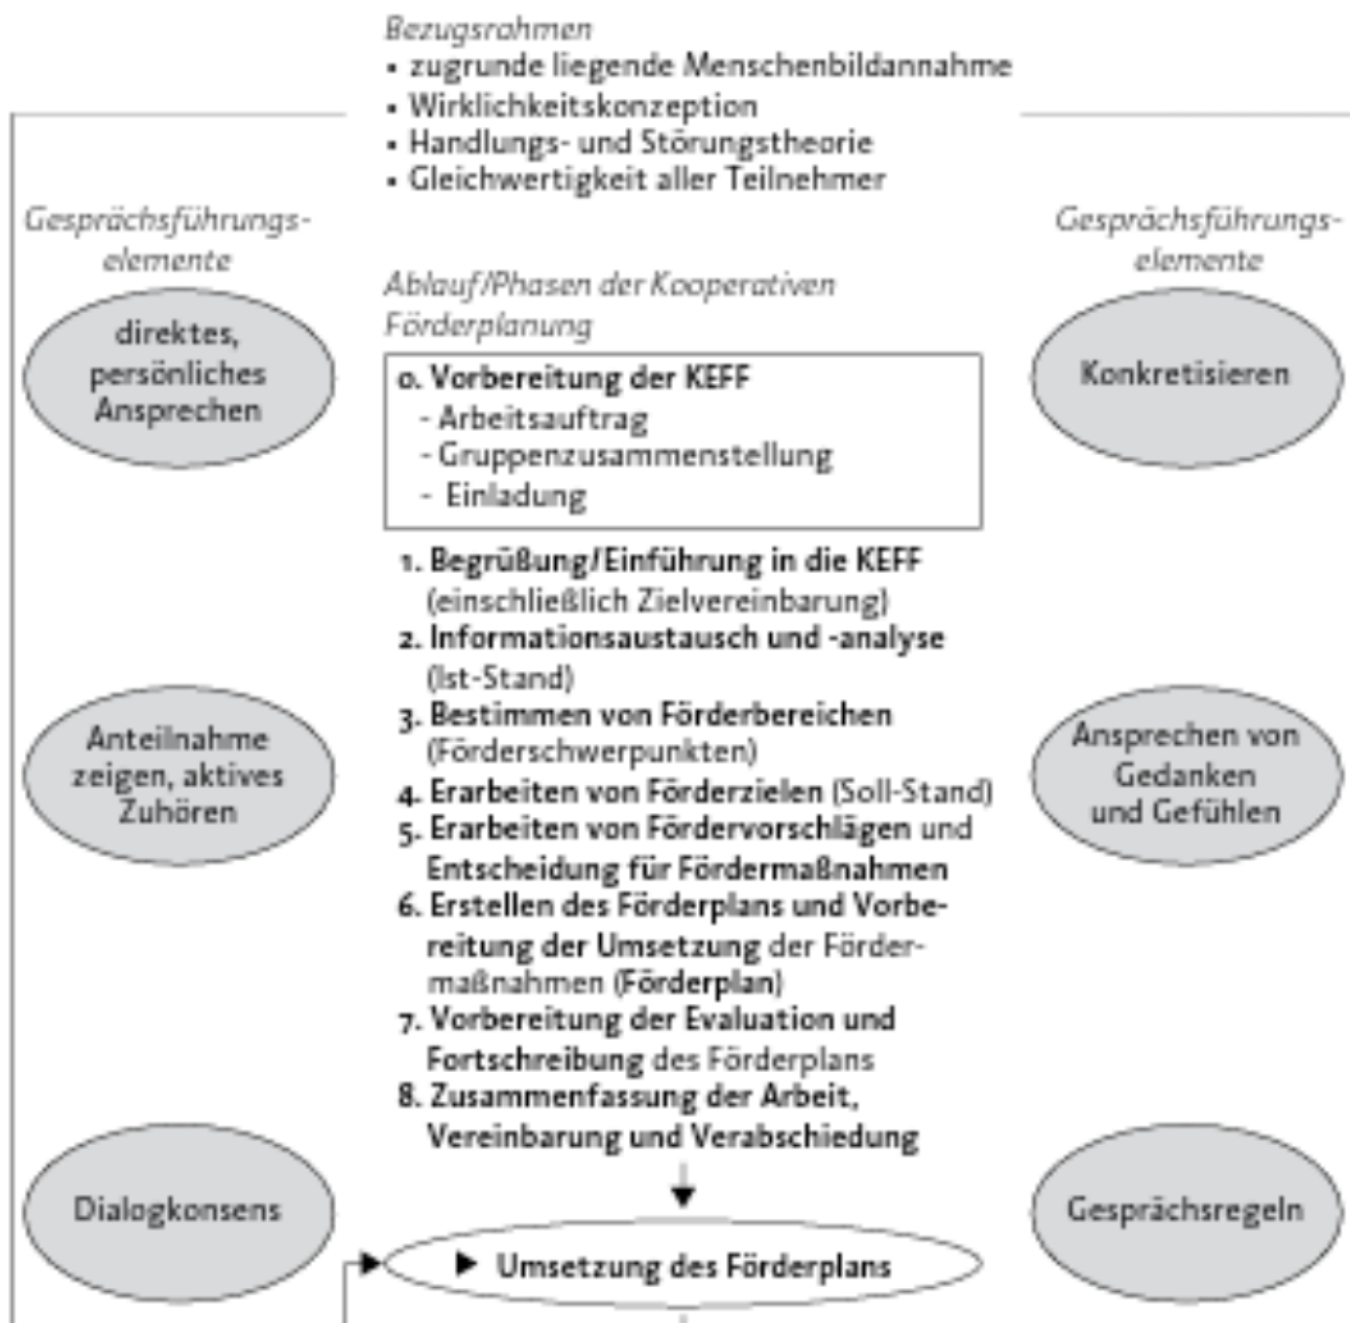 Bezugsrahmen
▪ zugrunde liegende Menschenbildannahme
▪ Wirklichkeitskonzeption
▪ Handlungs- und Störungstheorie
▪ Gleichwertigkeit aller Teilnehmer
Gesprächsführungs-
elemente
direktes,
persönliches
Ansprechen
Anteilnahme
zeigen, aktives
Zuhören
Dialogkonsens
Ablauf/Phasen der Kooperativen
Förderplanung
0. Vorbereitung der KEFF
- Arbeitsauftrag
- Gruppenzusammenstellung
- Einladung
1. Begrüßung/Einführung in die KEFF
(einschließlich Zielvereinbarung)
2. Informationsaustausch und -analyse
(Ist-Stand)
3. Bestimmen von Förderbereichen
(Förderschwerpunkten)
4. Erarbeiten von Förderzielen (Soll-Stand)
5. Erarbeiten von Fördervorschlägen und
Entscheidung für Fördermaßnahmen
6. Erstellen des Förderplans und Vorbe-
reitung der Umsetzung der Förder-
maßnahmen (Förderplan)
7. Vorbereitung der Evaluation und
Fortschreibung des Förderplans
8. Zusammenfassung der Arbeit,
Vereinbarung und Verabschiedung
Umsetzung des Förderplans
Gesprächsführungs-
elemente
Konkretisieren
Ansprechen von
Gedanken
und Gefühlen
Gesprächsregeln